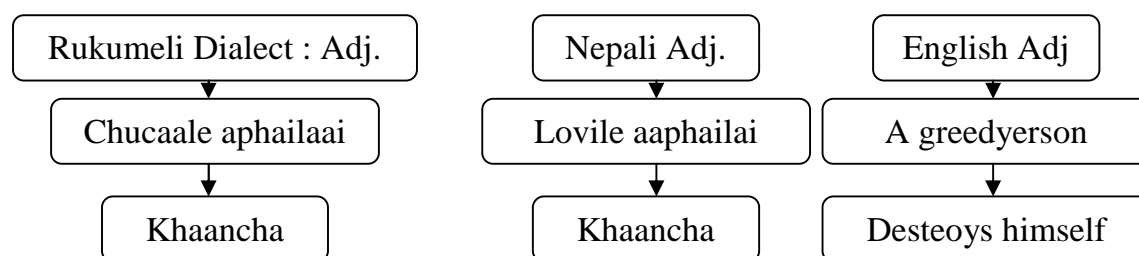 Rukumeli Dialect : Adj.
Chucaale aphailaai
Khaancha
Nepali Adj.
Lovile aaphailai
Khaancha
English Adj
A greedyerson
Desteoys himself